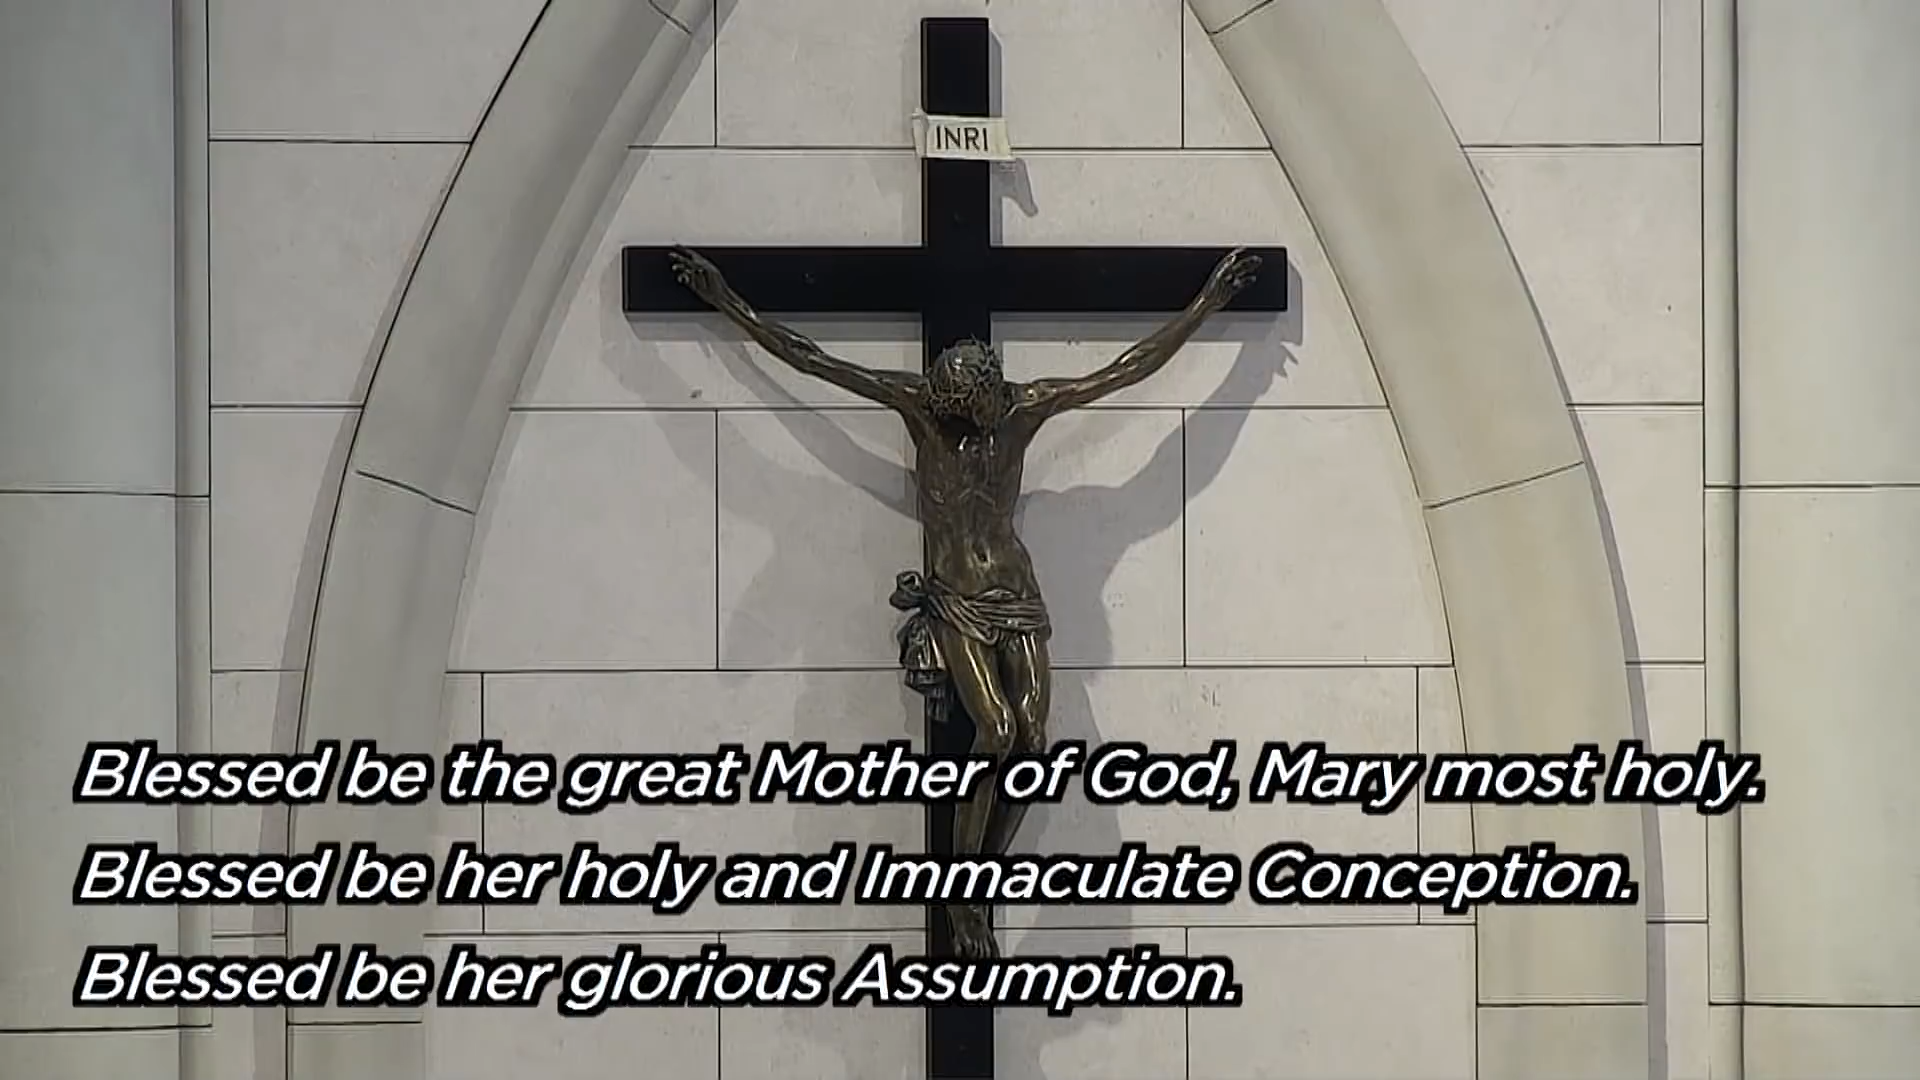 INRI
Blessed be the great Mother of God, Mary most holy.
Blessed be her holy and Immaculate Conception.
Blessed be her glorious Assumption.